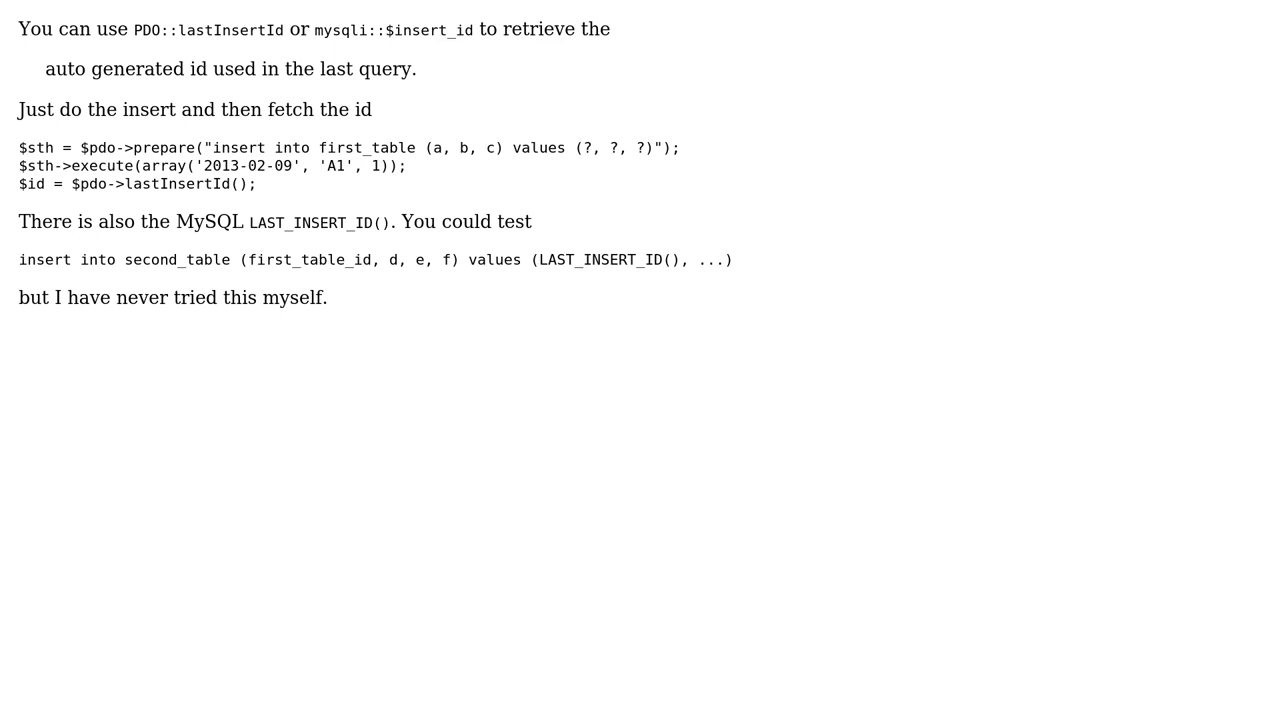 You can use PDO::lastInsertId or mysqli::$insert_id to retrieve the
auto generated id used in the last query.
Just do the insert and then fetch the id
$sth = $pdo->prepare("insert into first_table (a, b, c) values (?, ?, ?)");
$sth->execute(array('2013-02-09', 'A1', 1));
$id = $pdo->lastInsertId();
There is also the MySQL LAST_INSERT_ID(). You could test
insert into second_table (first_table_id, d, e, f) values (LAST_INSERT_ID(), ...)
but I have never tried this myself.